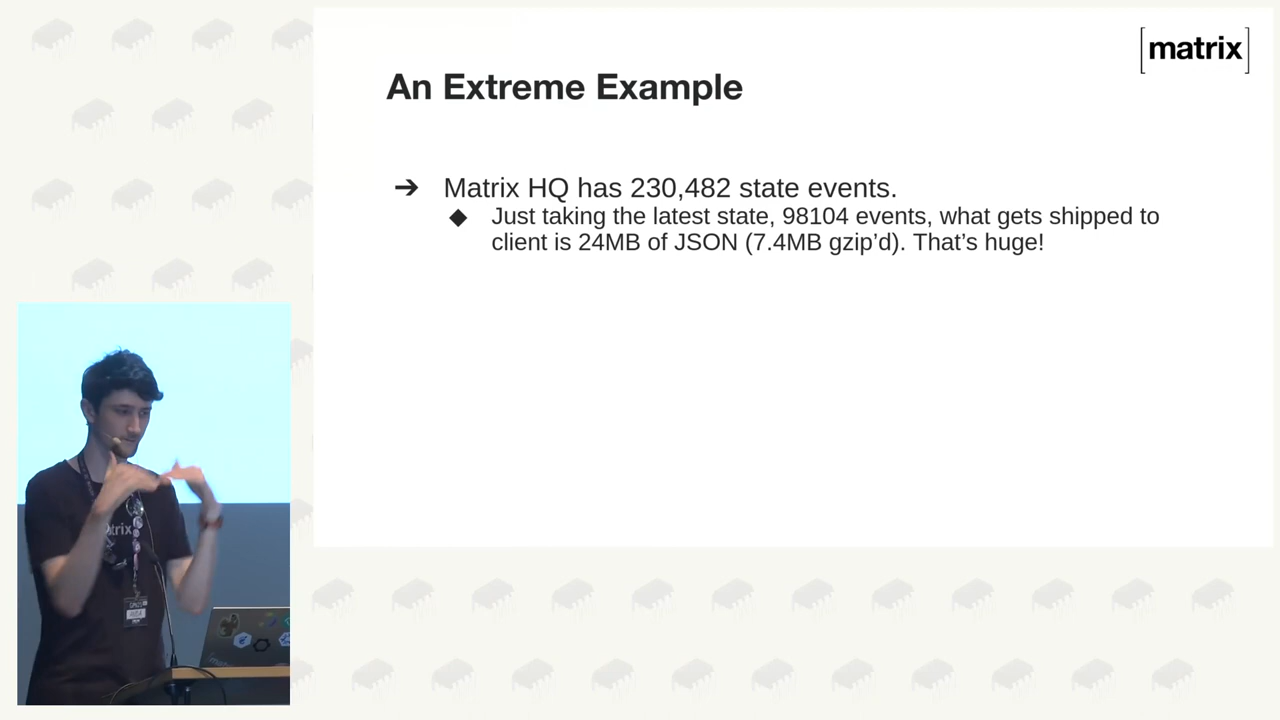 [matrix]
An Extreme Example
➔ Matrix HQ has 230,482 state events.
◆ Just taking the latest state, 98104 events, what gets shipped to
client is 24MB of JSON (7.4MB gzip’d). That’s huge!